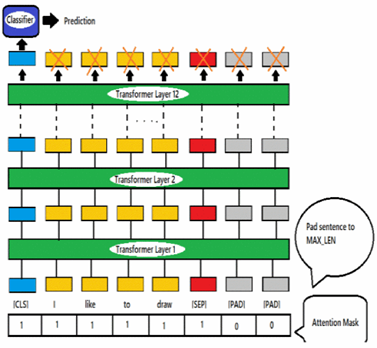 Classifier
Prediction
Transformer Layer 12
Transformer Layer 2
Transformer Layer 1
Pad sentence to
MAX_LEN
[CLS] I like to draw [SEP] [PAD] [PAD]
1 1 1 1 1 1 0 0
Attention Mask